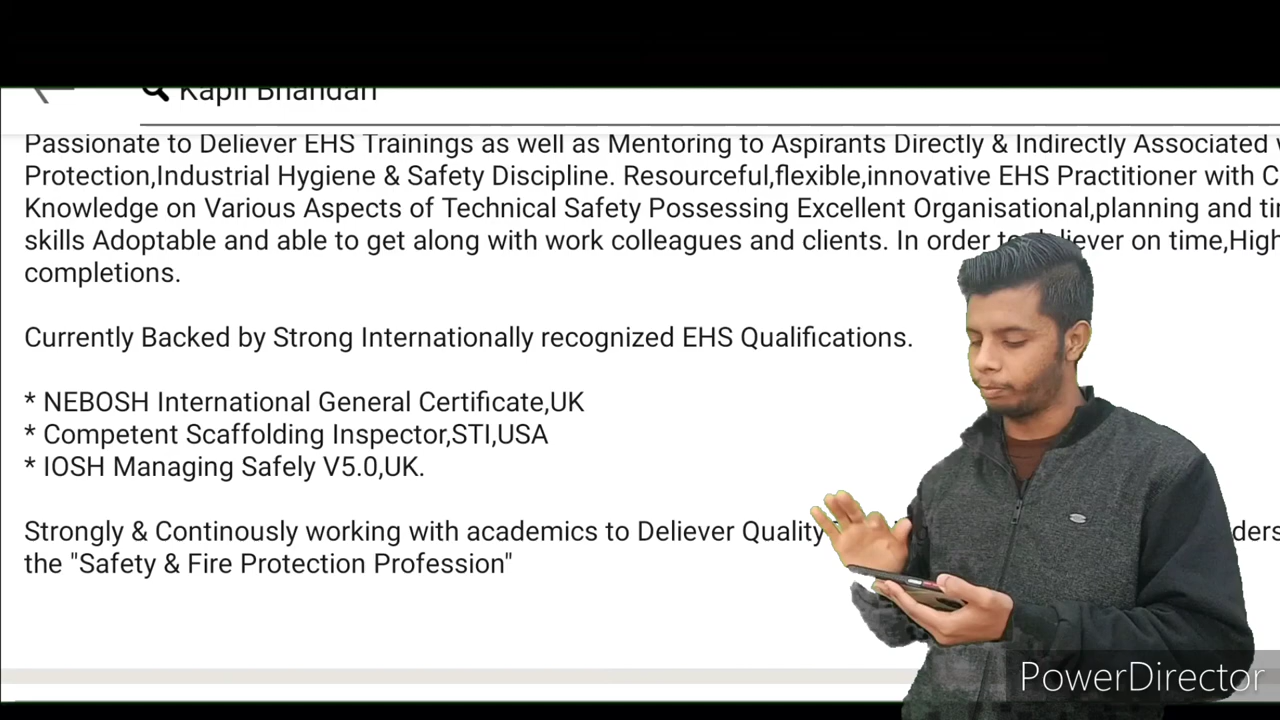 Kapil Bhandari
Passionate to Deliever EHS Trainings as well as Mentoring to Aspirants Directly & Indirectly Associated
Protection,Industrial Hygiene & Safety Discipline. Resourceful,flexible,innovative EHS Practitioner with
Knowledge on Various Aspects of Technical Safety Possessing Excellent Organisational,planning and
skills Adoptable and able to get along with work colleagues and clients. In order to Deliever on time,High
completions.
Currently Backed by Strong Internationally recognized EHS Qualifications.
* NEBOSH International General Certificate,UK
* Competent Scaffolding Inspector,STI,USA
* IOSH Managing Safely V5.0,UK.
Strongly & Continously working with academics to Deliever Quality
the "Safety & Fire Protection Profession"
PowerDirector